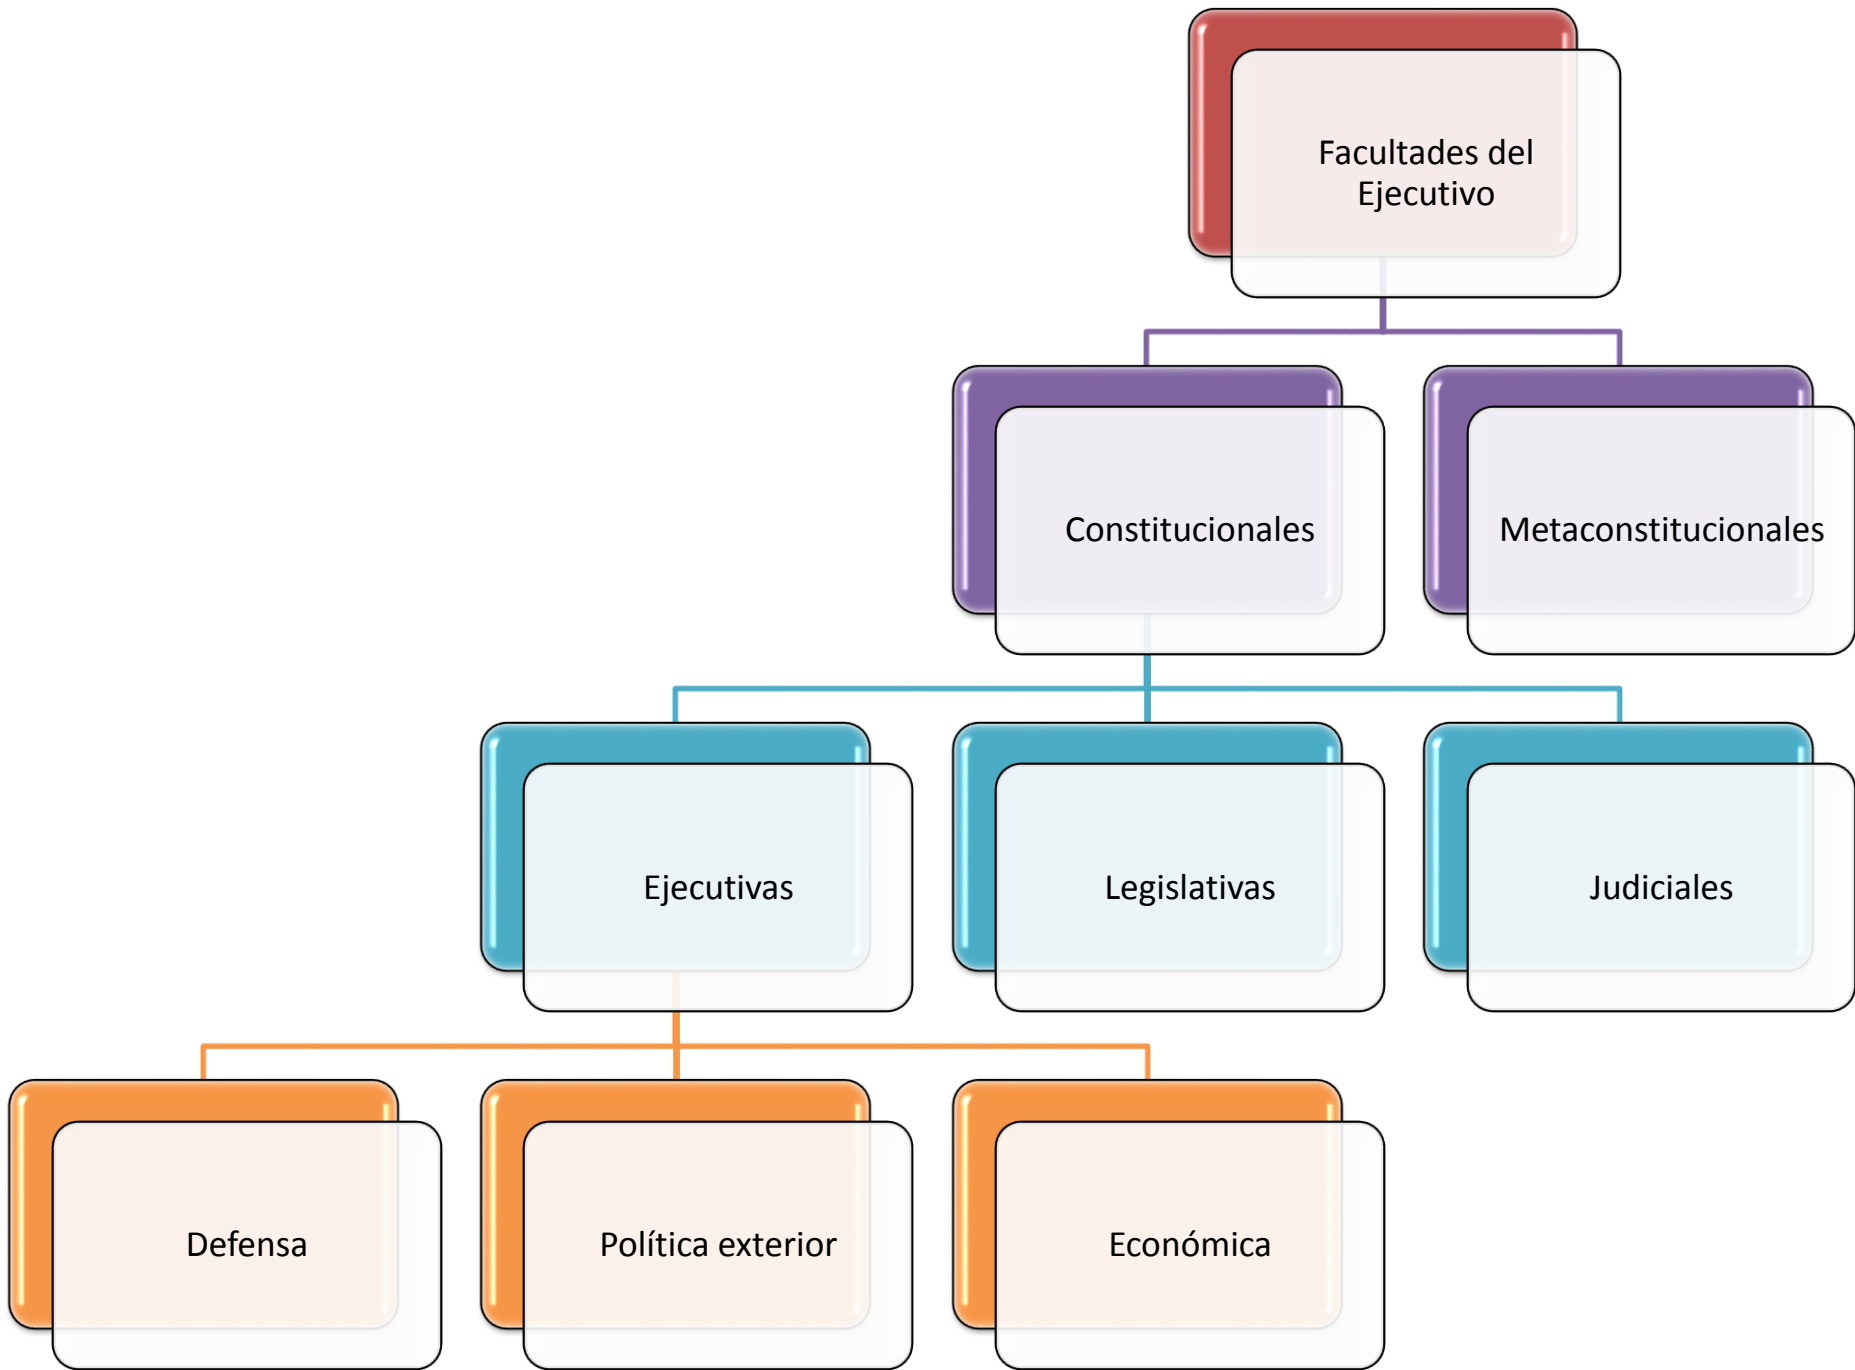 Facultades del
Ejecutivo
Constitucionales
Metaconstitucionales
Ejecutivas
Legislativas
Judiciales
Defensa
Política exterior
Económica